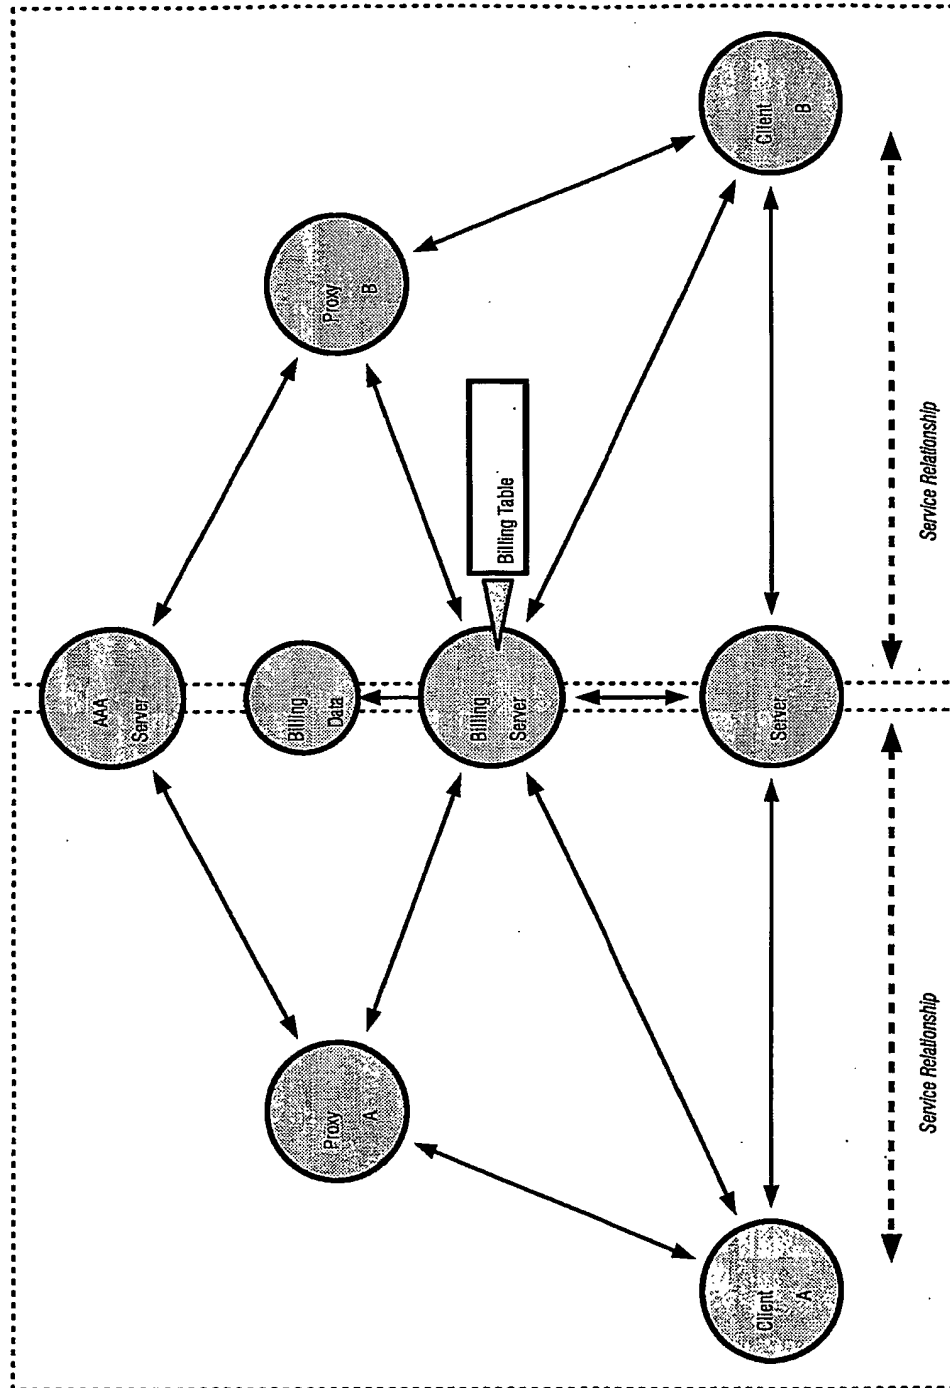 AAA
Server
Proxy
A
Billing
Data
Proxy
B
Billing
Server
Billing Table
Client
A
Server
Client
B
Service Relationship
Service Relationship